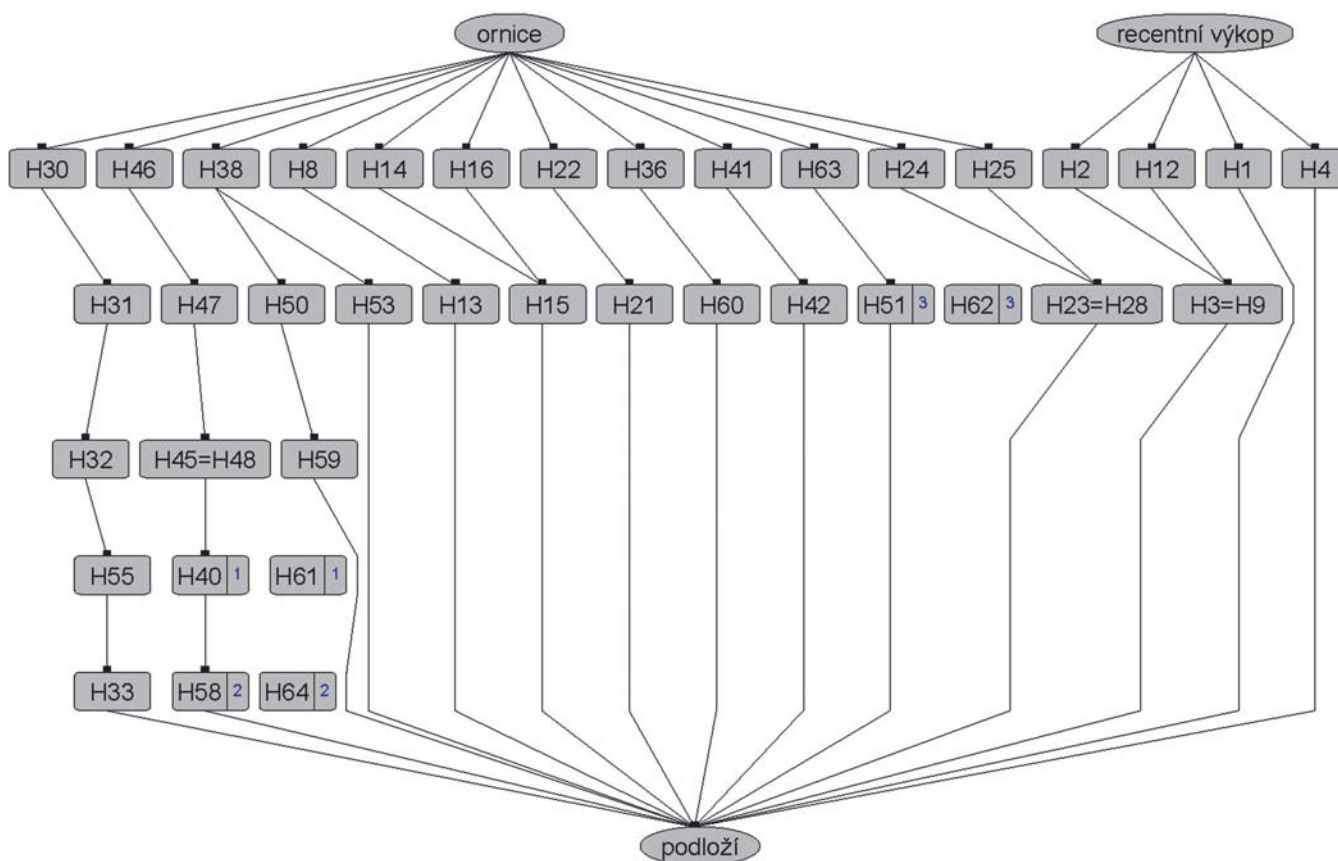 ornice recentní výkop
H30 H46 H38 H8 H14 H16 H22 H36 H41 H63 H24 H25 H2 H12 H1 H4
H31 H47 H50 H53 H13 H15 H21 H60 H42 H51 3 H62 3 H23=H28 H3=H9
H32 H45=H48 H59
H55 H40 1 H61 1
H33 H58 2 H64 2
podloží